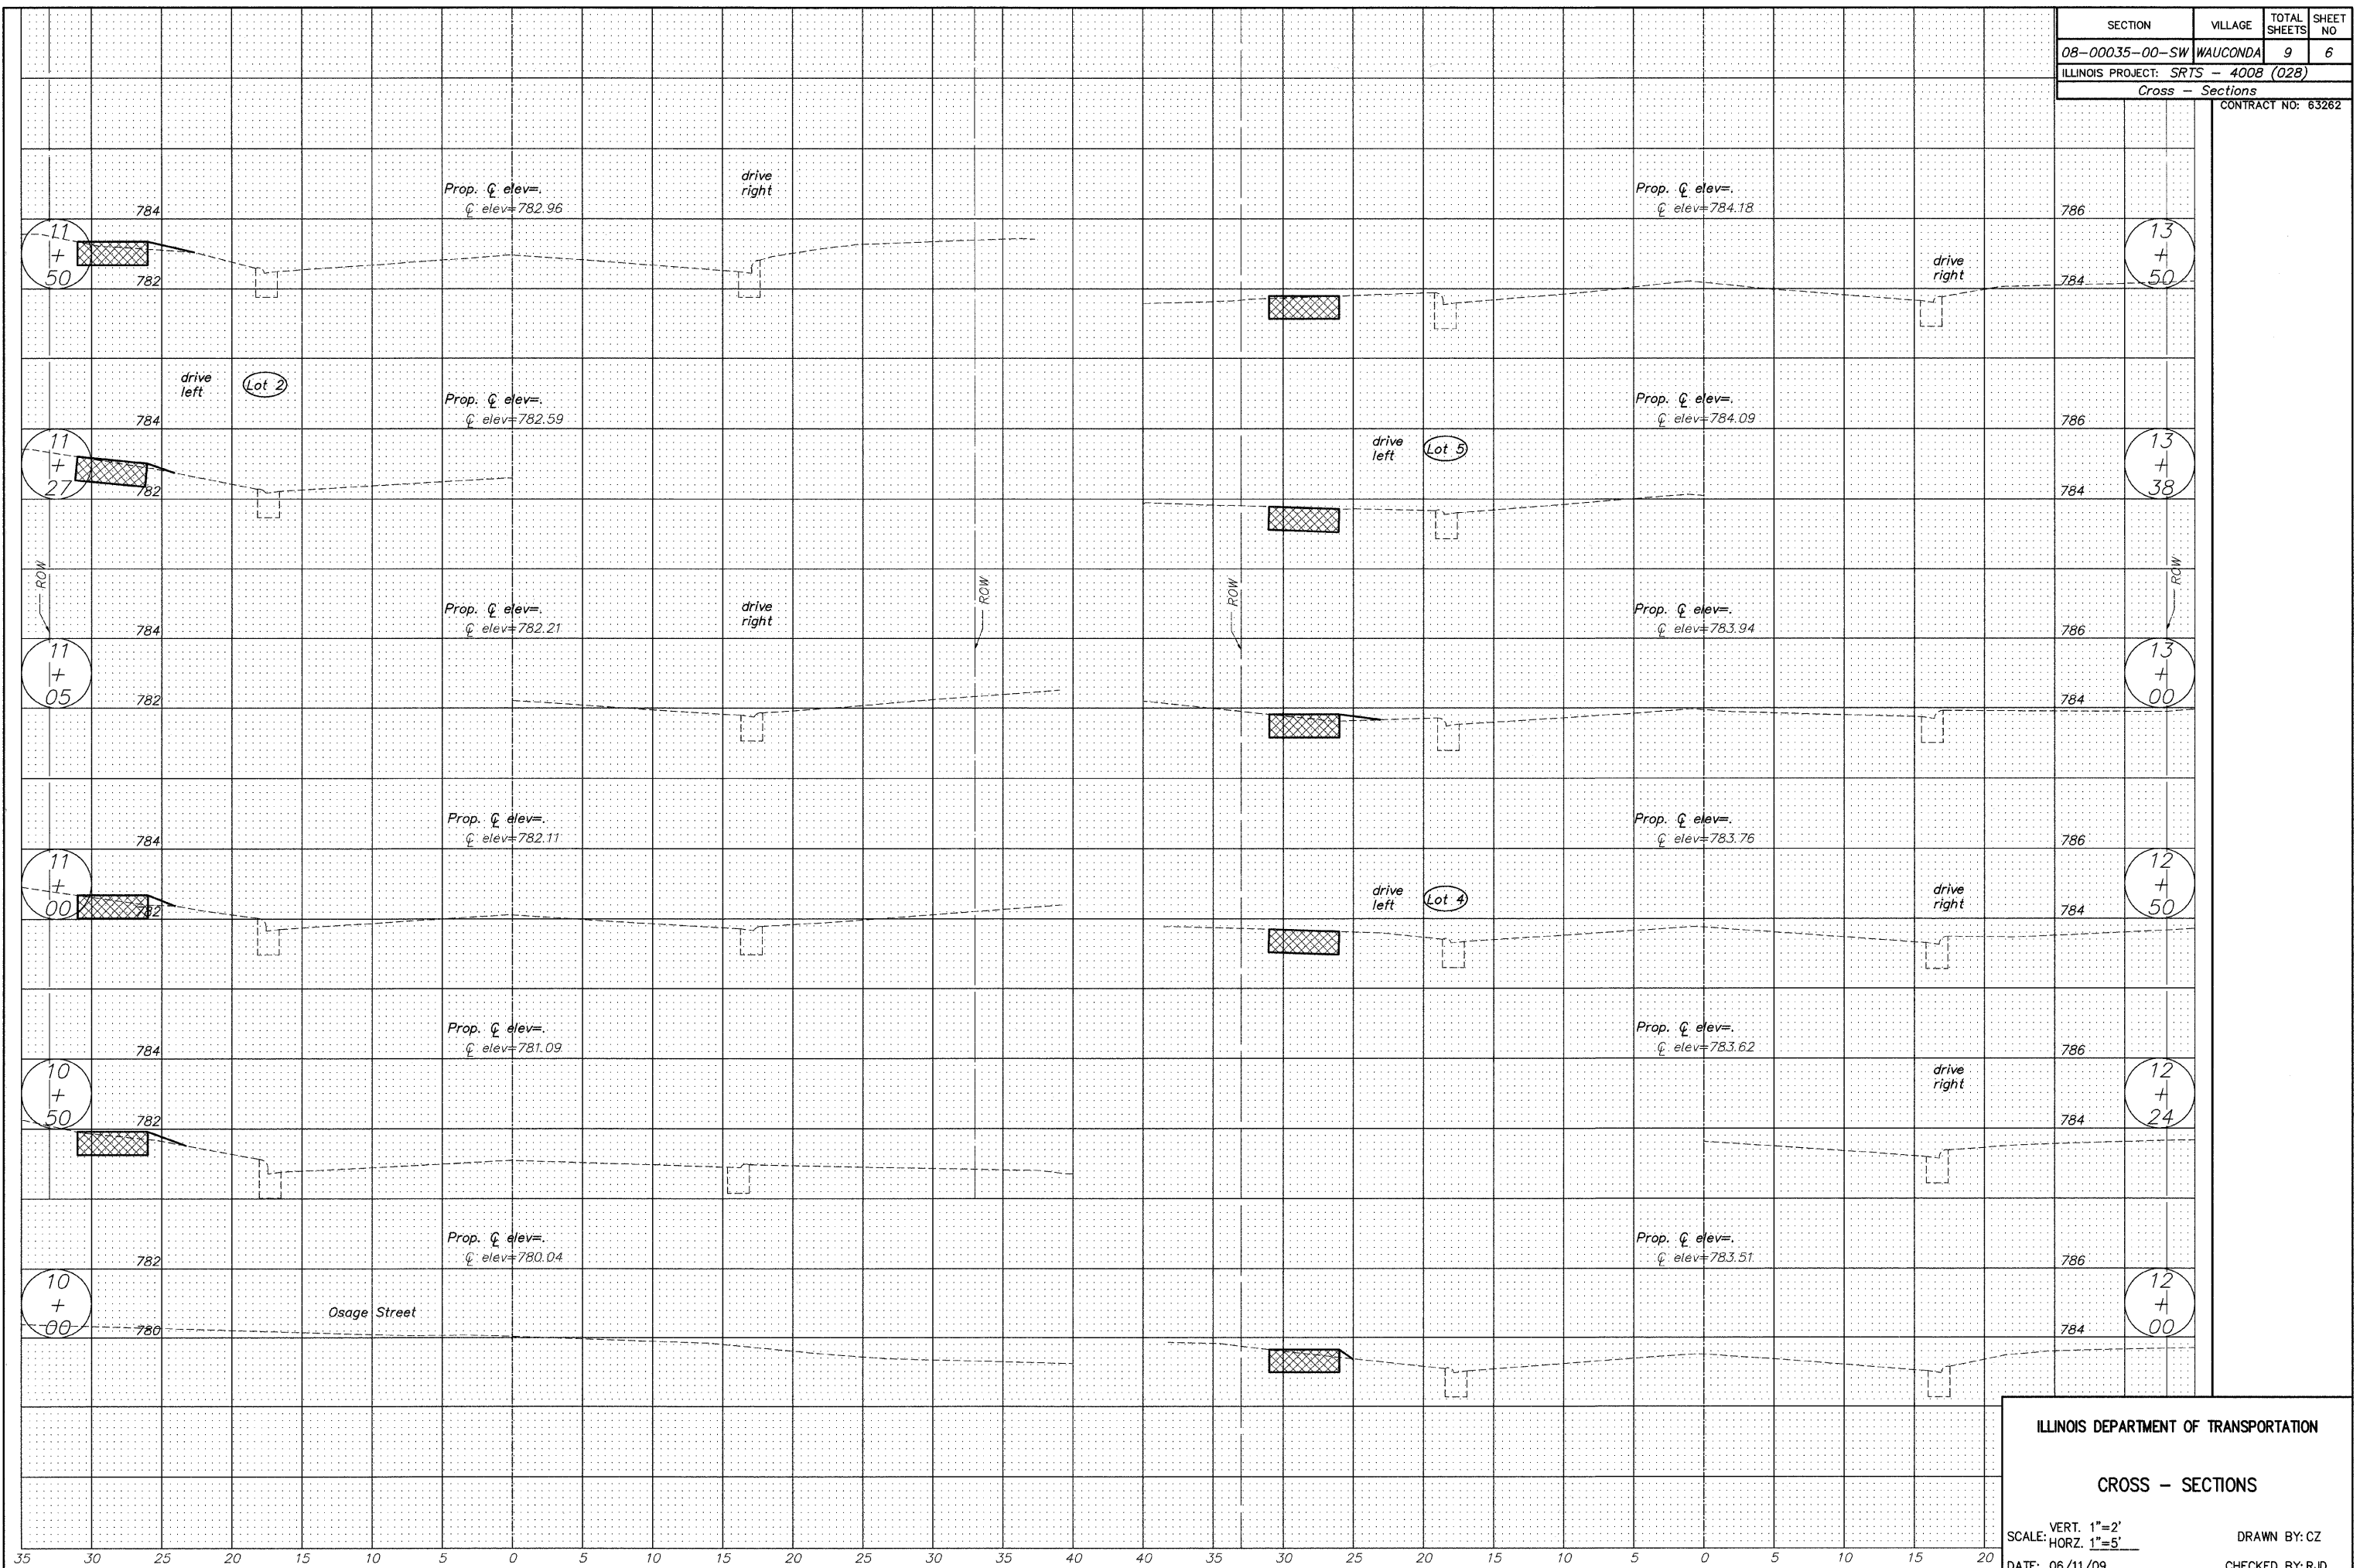 SECTION VILLAGE TOTAL SHEETS SHEET NO
08-00035-00-SW WAUCONDA 9 6
ILLINOIS PROJECT: SRTS - 4008 (028)
Cross - Sections
CONTRACT NO: 63262
Prop. ℄ elev=.
℄ elev=782.96
drive
right
784
11
+
50
782
drive
left
Lot 2
Prop. ℄ elev=.
℄ elev=782.59
784
11
+
27
782
ROW
Prop. ℄ elev=.
℄ elev=782.21
drive
right
ROW
784
11
+
05
782
Prop. ℄ elev=.
℄ elev=782.11
784
11
+
00
782
Prop. ℄ elev=.
℄ elev=781.09
784
10
+
50
782
Prop. ℄ elev=.
℄ elev=780.04
782
10
+
00
780
Osage Street
Prop. ℄ elev=.
℄ elev=784.18
786
drive
right
13
+
50
784
Prop. ℄ elev=.
℄ elev=784.09
786
drive
left
Lot 5
13
+
38
784
ROW
ROW
Prop. ℄ elev=.
℄ elev=783.94
786
13
+
00
784
Prop. ℄ elev=.
℄ elev=783.76
786
drive
left
Lot 4
drive
right
12
+
50
784
Prop. ℄ elev=.
℄ elev=783.62
786
drive
right
12
+
24
784
Prop. ℄ elev=.
℄ elev=783.51
786
12
+
00
784
35 30 25 20 15 10 5 0 5 10 15 20 25 30 35 40 40 35 30 25 20 15 10 5 0 5 10 15 20
ILLINOIS DEPARTMENT OF TRANSPORTATION
CROSS - SECTIONS
SCALE: VERT. 1"=2'
HORZ. 1"=5'
DRAWN BY: CZ
DATE: 06/11/09
CHECKED BY: RJD